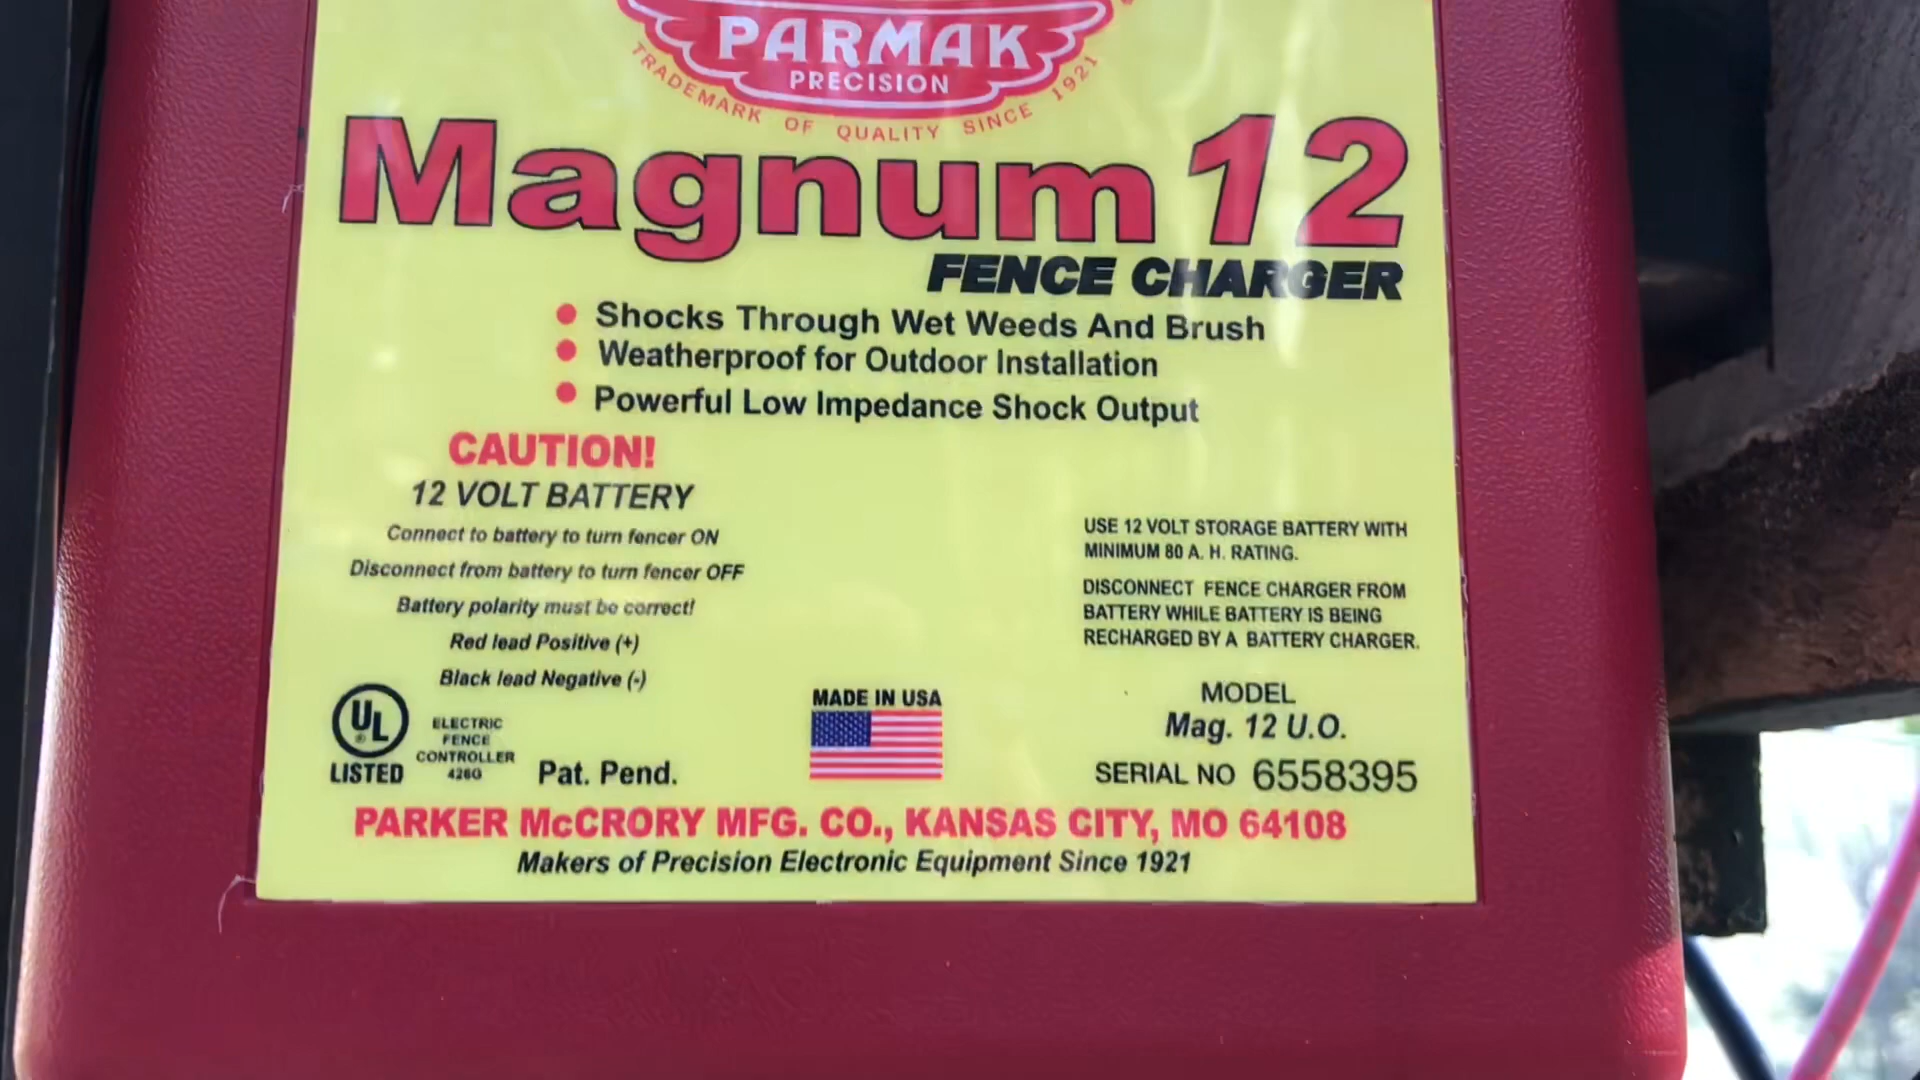 PARMAK
PRECISION
TRADEMARK OF QUALITY SINCE 1921
Magnum 12
FENCE CHARGER
• Shocks Through Wet Weeds And Brush
• Weatherproof for Outdoor Installation
• Powerful Low Impedance Shock Output
CAUTION!
12 VOLT BATTERY
Connect to battery to turn fencer ON
Disconnect from battery to turn fencer OFF
Battery polarity must be correct!
Red lead Positive (+)
Black lead Negative (-)
USE 12 VOLT STORAGE BATTERY WITH
MINIMUM 80 A. H. RATING.
DISCONNECT FENCE CHARGER FROM
BATTERY WHILE BATTERY IS BEING
RECHARGED BY A BATTERY CHARGER.
UL ®
LISTED
ELECTRIC
FENCE
CONTROLLER
426G
Pat. Pend.
MADE IN USA
MODEL
Mag. 12 U.O.
SERIAL NO 6558395
PARKER McCRORY MFG. CO., KANSAS CITY, MO 64108
Makers of Precision Electronic Equipment Since 1921